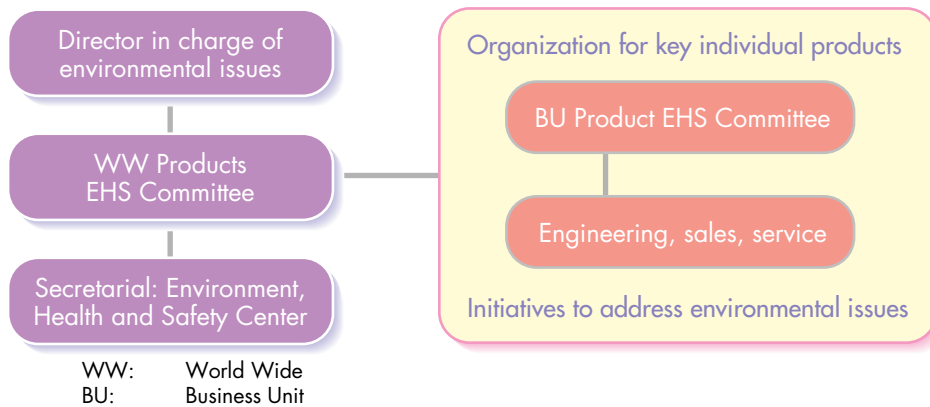 Director in charge of
environmental issues
WW Products
EHS Committee
Secretarial: Environment,
Health and Safety Center
WW: World Wide
BU: Business Unit
Organization for key individual products
BU Product EHS Committee
Engineering, sales, service
Initiatives to address environmental issues